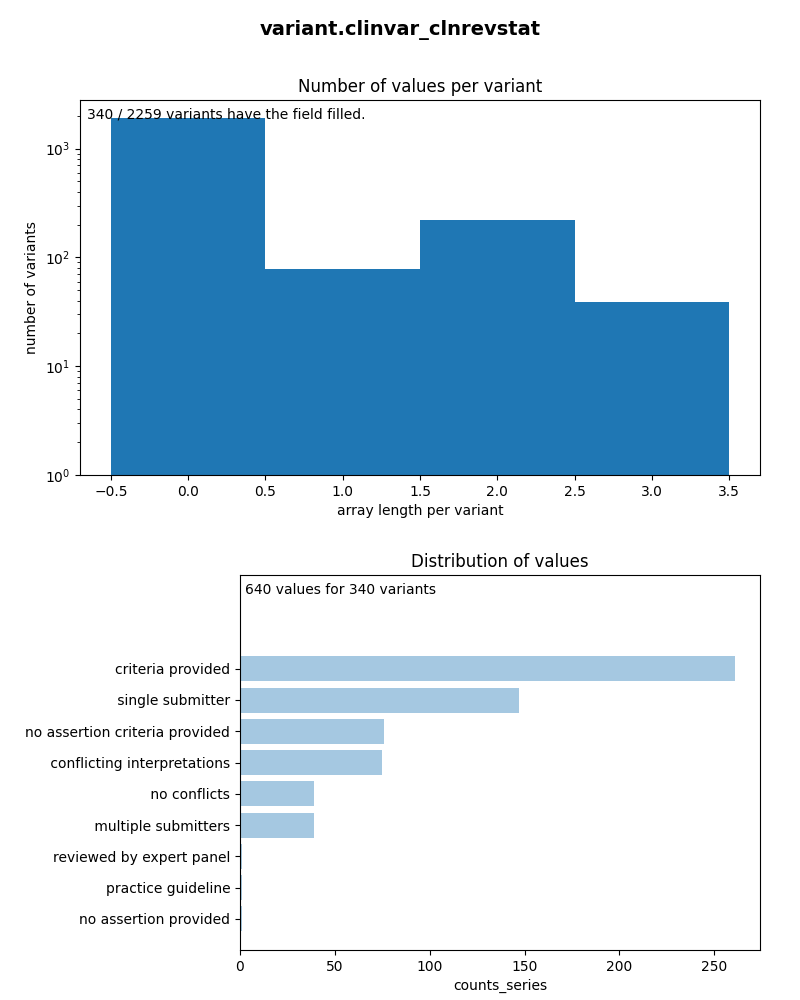 variant.clinvar_clnrevstat
Number of values per variant
340 / 2259 variants have the field filled.
10³
10²
10¹
10⁰
number of variants
−0.5 0.0 0.5 1.0 1.5 2.0 2.5 3.0 3.5
array length per variant
Distribution of values
640 values for 340 variants
criteria provided
single submitter
no assertion criteria provided
conflicting interpretations
no conflicts
multiple submitters
reviewed by expert panel
practice guideline
no assertion provided
0 50 100 150 200 250
counts_series